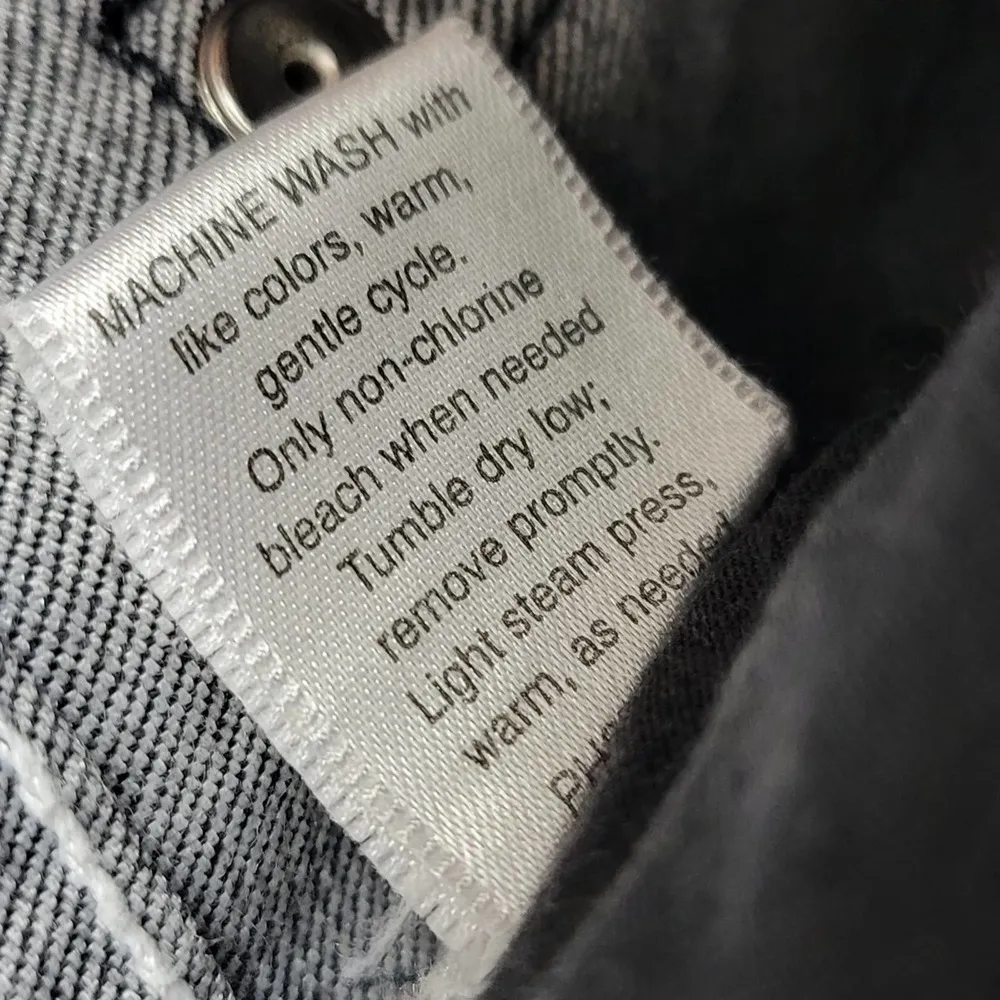 MACHINE WASH with
like colors, warm,
gentle cycle.
Only non-chlorine
bleach when needed
Tumble dry low;
remove promptly.
Light steam press,
warm, as needed